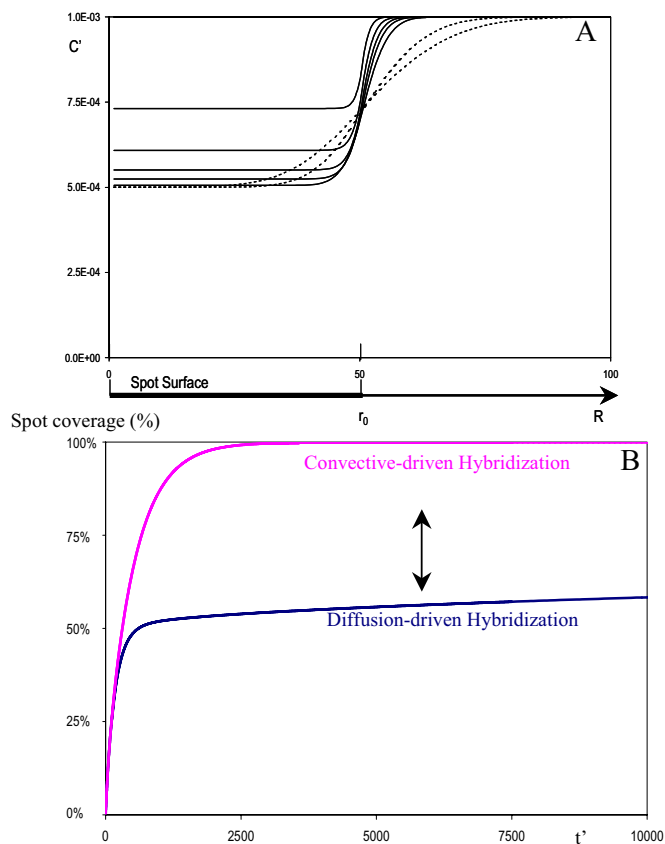 1.0E-03
A
C'
7.5E-04
5.0E-04
2.5E-04
0.0E+00
0
50
100
Spot Surface
r0
R
Spot coverage (%)
100%
B
Convective-driven Hybridization
75%
Diffusion-driven Hybridization
50%
25%
0%
0
2500
5000
7500
10000
t'